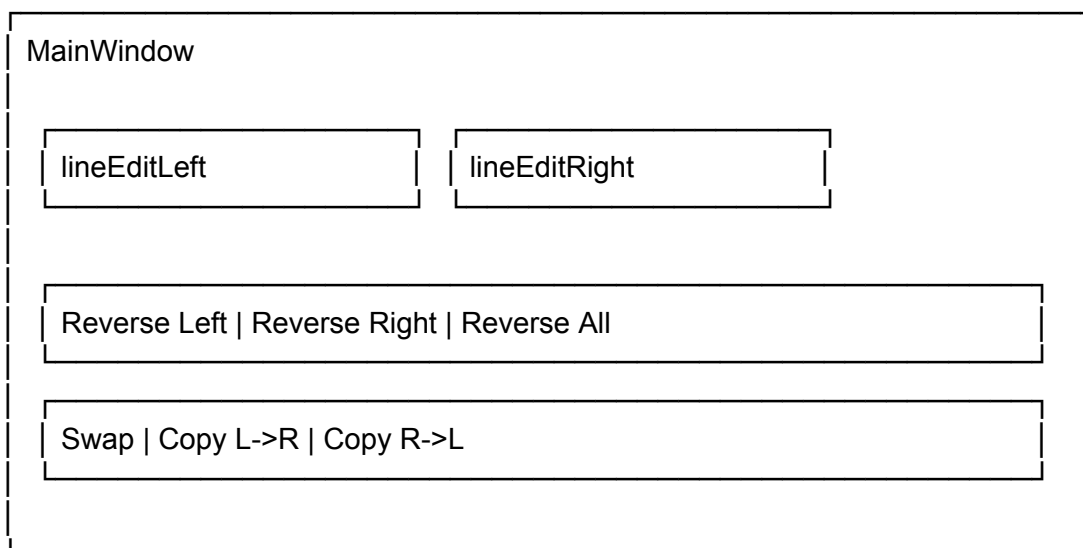 MainWindow
lineEditLeft lineEditRight
Reverse Left | Reverse Right | Reverse All
Swap | Copy L->R | Copy R->L